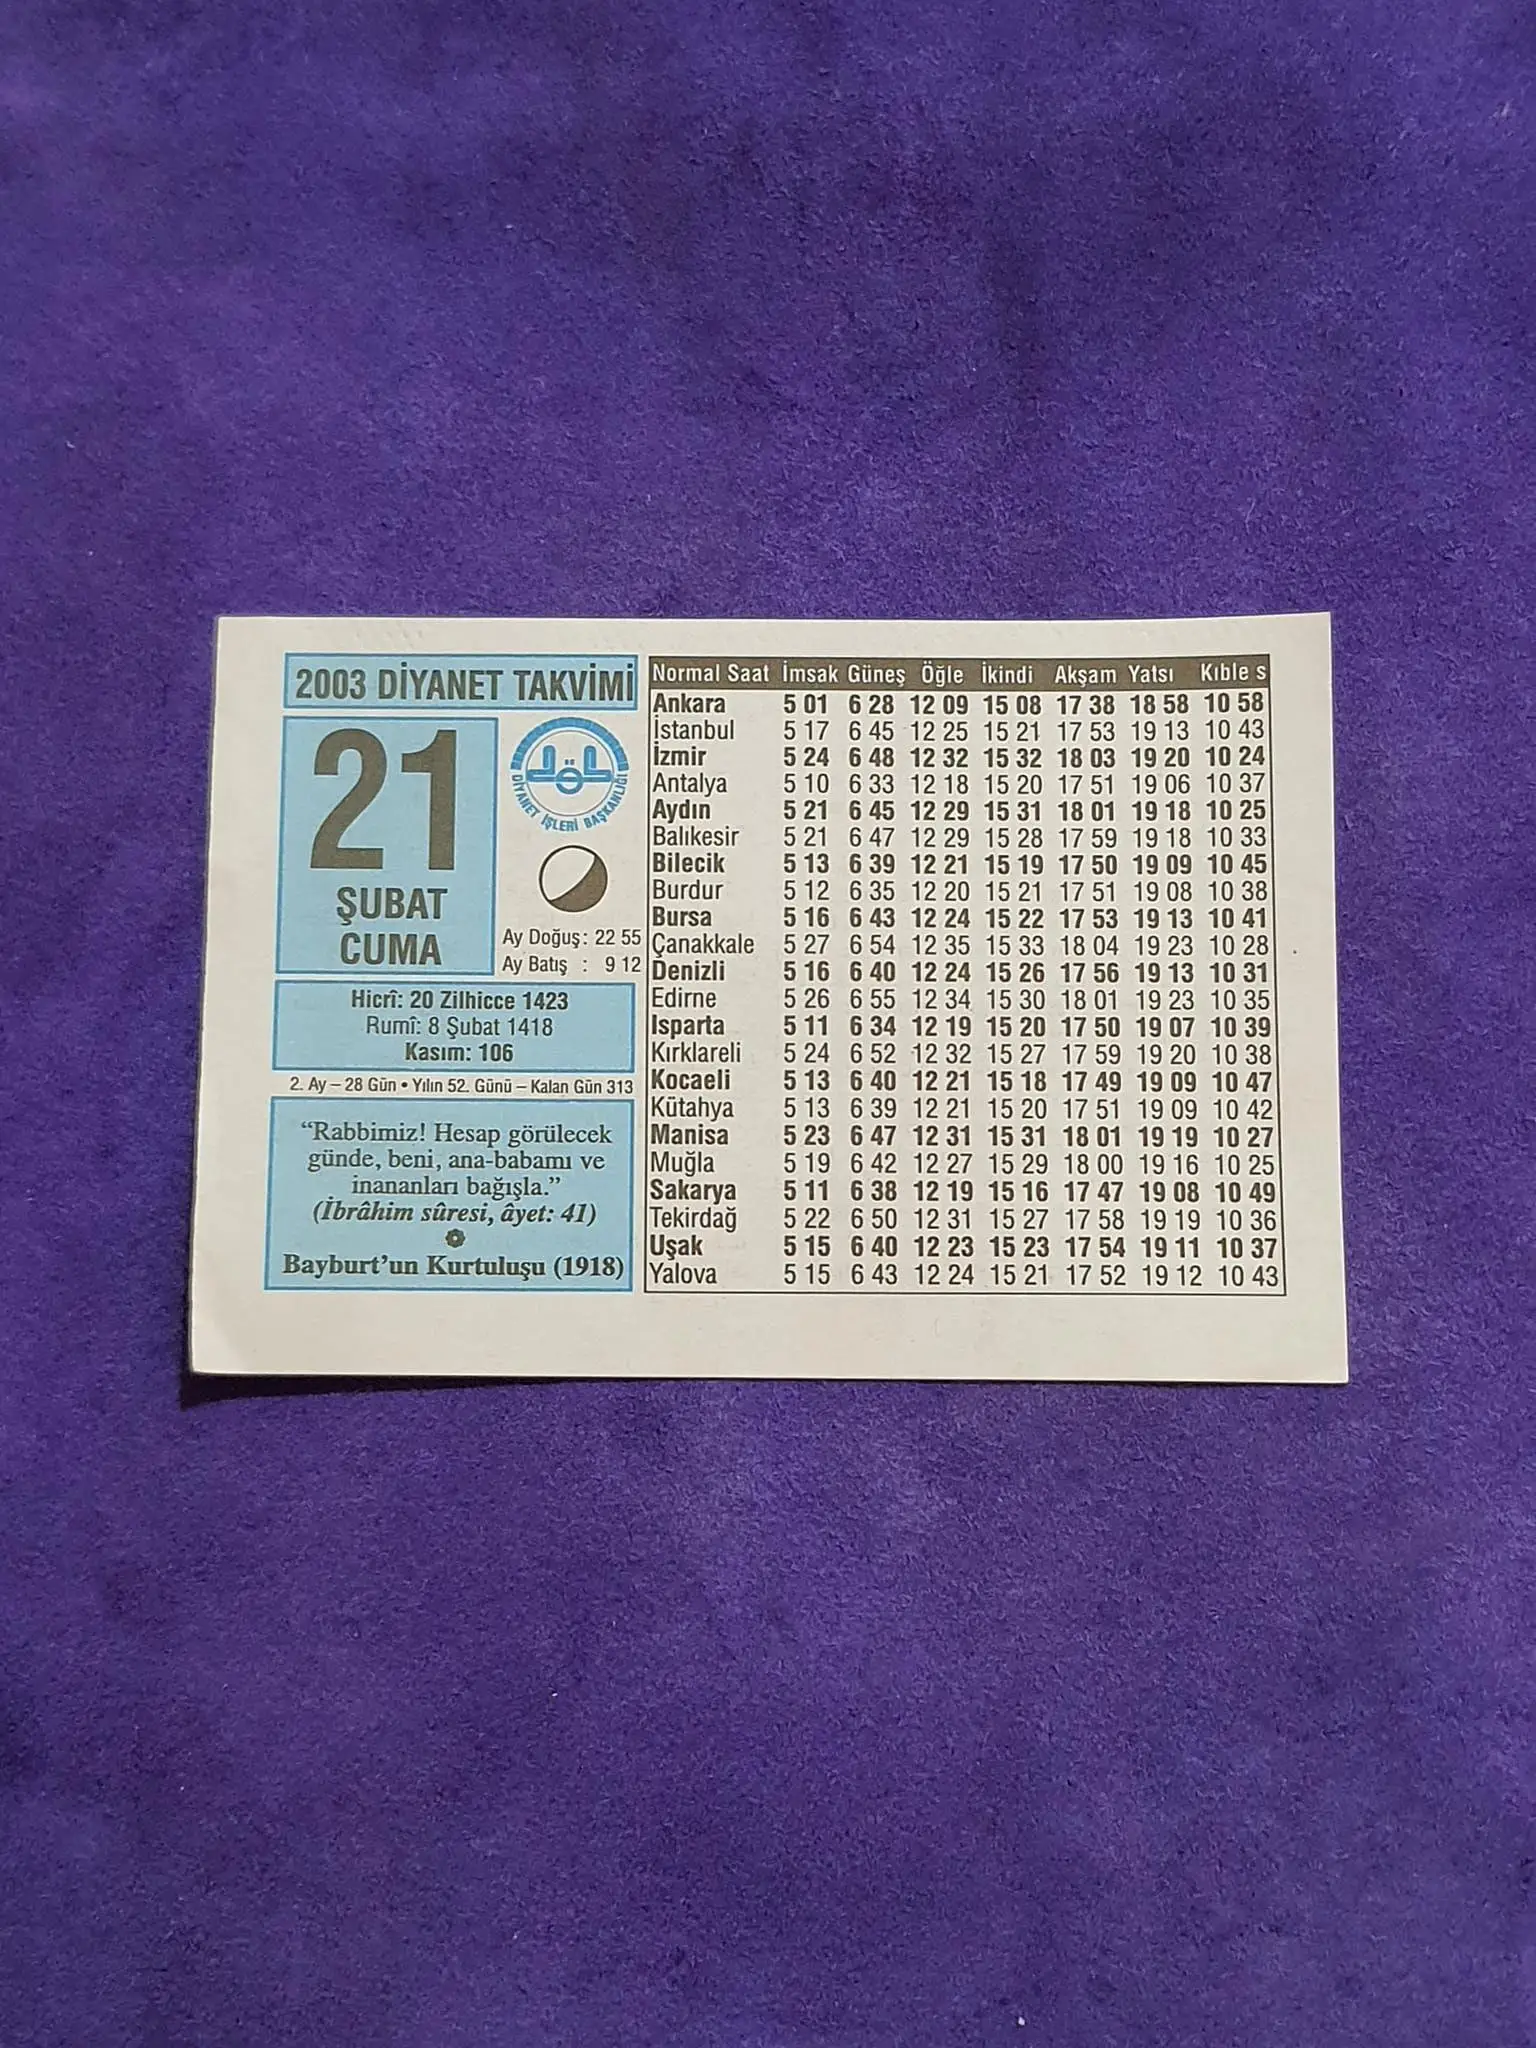 2003 DİYANET TAKVİMİ
21
ŞUBAT
CUMA
DİYANET İŞLERİ BAŞKANLIĞI
Ay Doğuş: 22 55
Ay Batış : 9 12
Hicrî: 20 Zilhicce 1423
Rumî: 8 Şubat 1418
Kasım: 106
2. Ay – 28 Gün • Yılın 52. Günü – Kalan Gün 313
“Rabbimiz! Hesap görülecek
günde, beni, ana-babamı ve
inananları bağışla.”
(İbrâhim sûresi, âyet: 41)
Bayburt’un Kurtuluşu (1918)
Normal Saat İmsak Güneş Öğle İkindi Akşam Yatsı Kıble s
Ankara 5 01 6 28 12 09 15 08 17 38 18 58 10 58
İstanbul 5 17 6 45 12 25 15 21 17 53 19 13 10 43
İzmir 5 24 6 48 12 32 15 32 18 03 19 20 10 24
Antalya 5 10 6 33 12 18 15 20 17 51 19 06 10 37
Aydın 5 21 6 45 12 29 15 31 18 01 19 18 10 25
Balıkesir 5 21 6 47 12 29 15 28 17 59 19 18 10 33
Bilecik 5 13 6 39 12 21 15 19 17 50 19 09 10 45
Burdur 5 12 6 35 12 20 15 21 17 51 19 08 10 38
Bursa 5 16 6 43 12 24 15 22 17 53 19 13 10 41
Çanakkale 5 27 6 54 12 35 15 33 18 04 19 23 10 28
Denizli 5 16 6 40 12 24 15 26 17 56 19 13 10 31
Edirne 5 26 6 55 12 34 15 30 18 01 19 23 10 35
Isparta 5 11 6 34 12 19 15 20 17 50 19 07 10 39
Kırklareli 5 24 6 52 12 32 15 27 17 59 19 20 10 38
Kocaeli 5 13 6 40 12 21 15 18 17 49 19 09 10 47
Kütahya 5 13 6 39 12 21 15 20 17 51 19 09 10 42
Manisa 5 23 6 47 12 31 15 31 18 01 19 19 10 27
Muğla 5 19 6 42 12 27 15 29 18 00 19 16 10 25
Sakarya 5 11 6 38 12 19 15 16 17 47 19 08 10 49
Tekirdağ 5 22 6 50 12 31 15 27 17 58 19 19 10 36
Uşak 5 15 6 40 12 23 15 23 17 54 19 11 10 37
Yalova 5 15 6 43 12 24 15 21 17 52 19 12 10 43